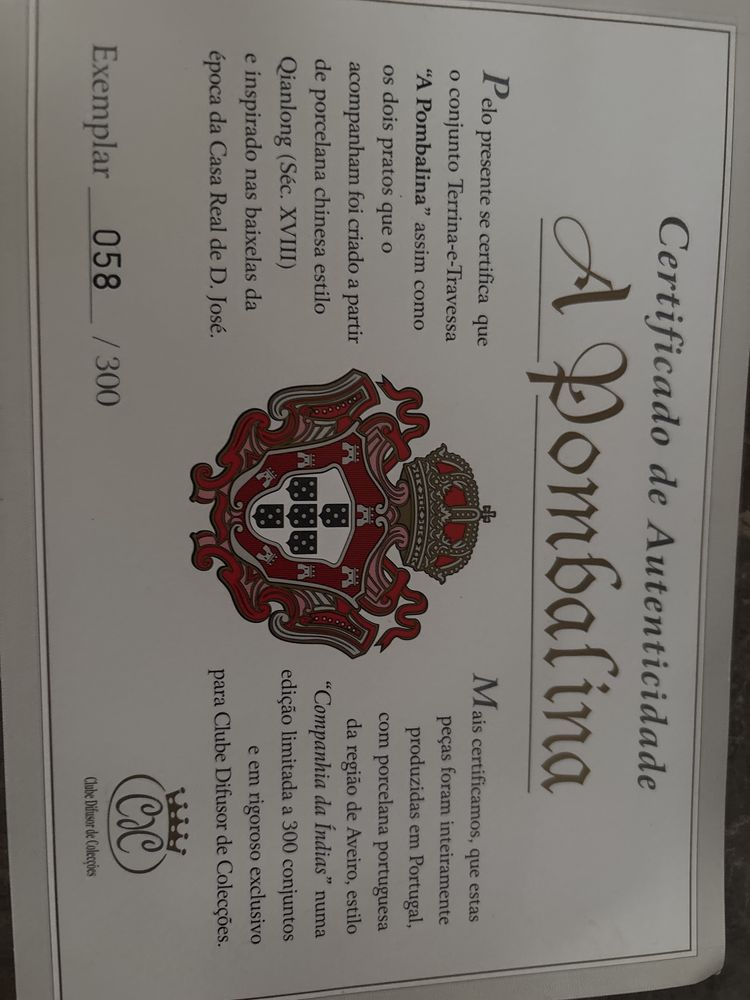 Certificado de Autenticidade
A Pombalina
Pelo presente se certifica que
o conjunto Terrina-e-Travessa
“A Pombalina” assim como
os dois pratos que o
acompanham foi criado a partir
de porcelana chinesa estilo
Qianlong (Séc. XVIII)
e inspirado nas baixelas da
época da Casa Real de D. José.
Exemplar 058 / 300
Mais certificamos, que estas
peças foram inteiramente
produzidas em Portugal,
com porcelana portuguesa
da região de Aveiro, estilo
“Companhia da Índias” numa
edição limitada a 300 conjuntos
e em rigoroso exclusivo
para Clube Difusor de Colecções.
CDC
Clube Difusor de Colecções